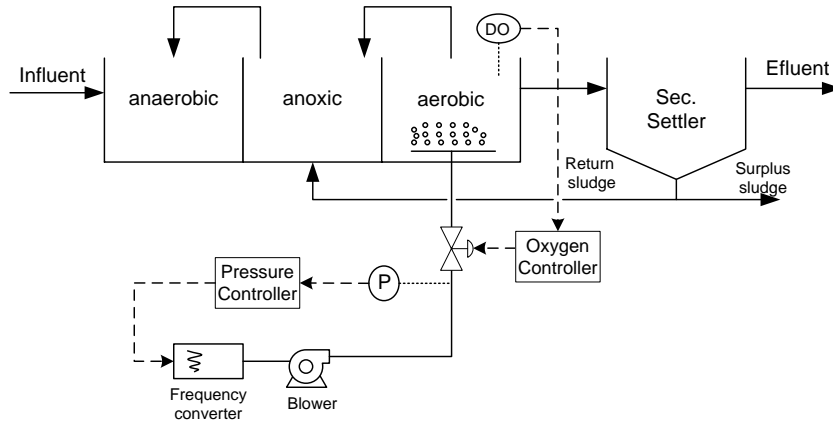 DO
Influent
anaerobic
anoxic
aerobic
Efluent
Sec.
Settler
Return
sludge
Surplus
sludge
Oxygen
Controller
Pressure
Controller
P
Frequency
converter
Blower